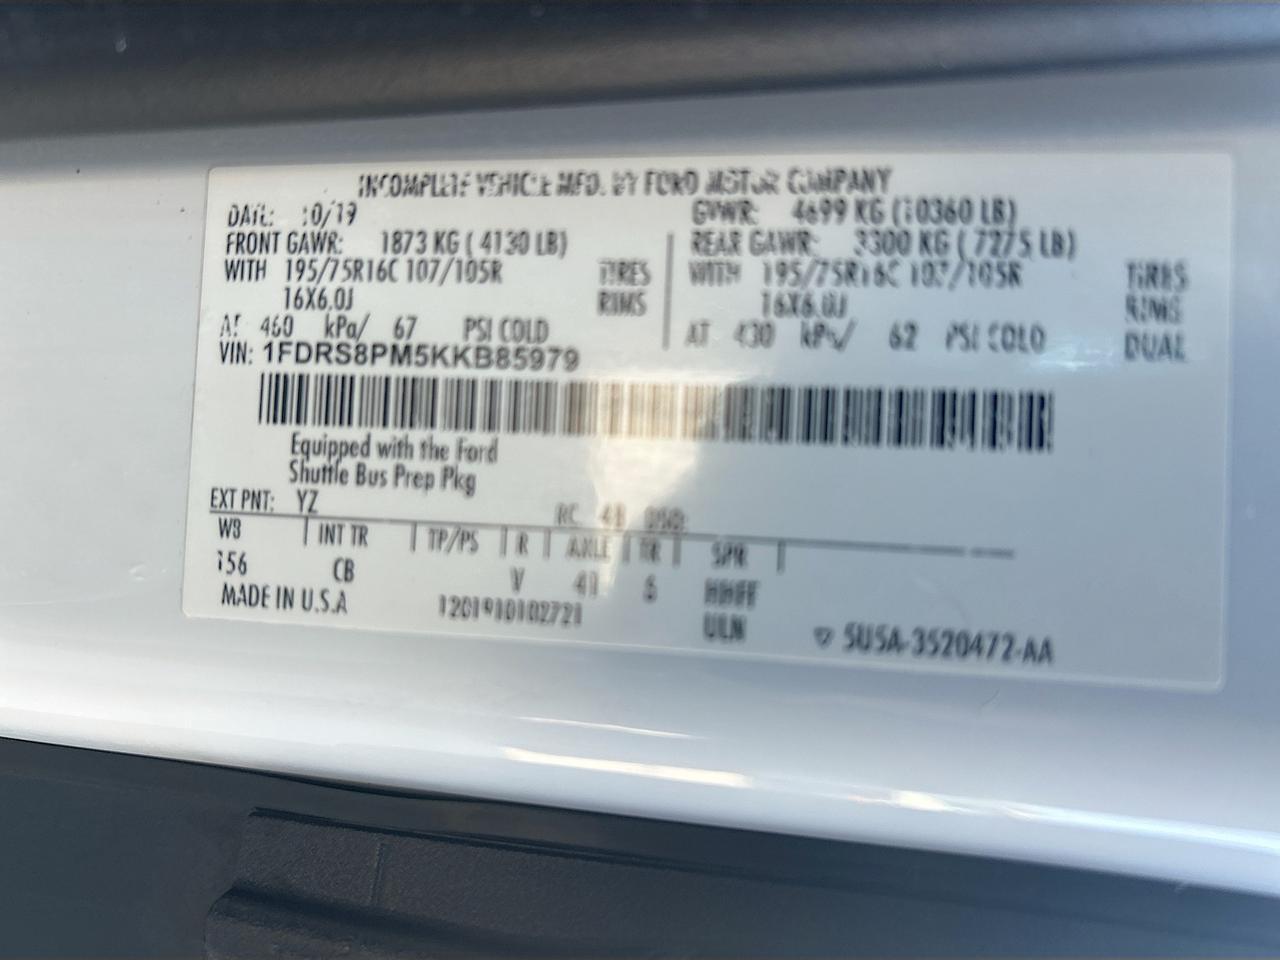 INCOMPLETE VEHICLE MFD. BY FORD MOTOR COMPANY
DATE: 10/19 GVWR: 4699 KG (10360 LB)
FRONT GAWR: 1873 KG ( 4130 LB) REAR GAWR: 3300 KG ( 7275 LB)
WITH 195/75R16C 107/105R TIRES WITH 195/75R16C 107/105R TIRES
16X6.0J RIMS 16X6.0J RIMS
AT 460 kPa/ 67 PSI COLD AT 430 kPa/ 62 PSI COLD DUAL
VIN: 1FDRS8PM5KKB85979
Equipped with the Ford
Shuttle Bus Prep Pkg
EXT PNT: YZ RC: 48 DSO:
WB INT TR TP/PS R AXLE TR SPR
156 CB V 6
MADE IN U.S.A 1201910102721 ▽ 5U5A-3520472-AA